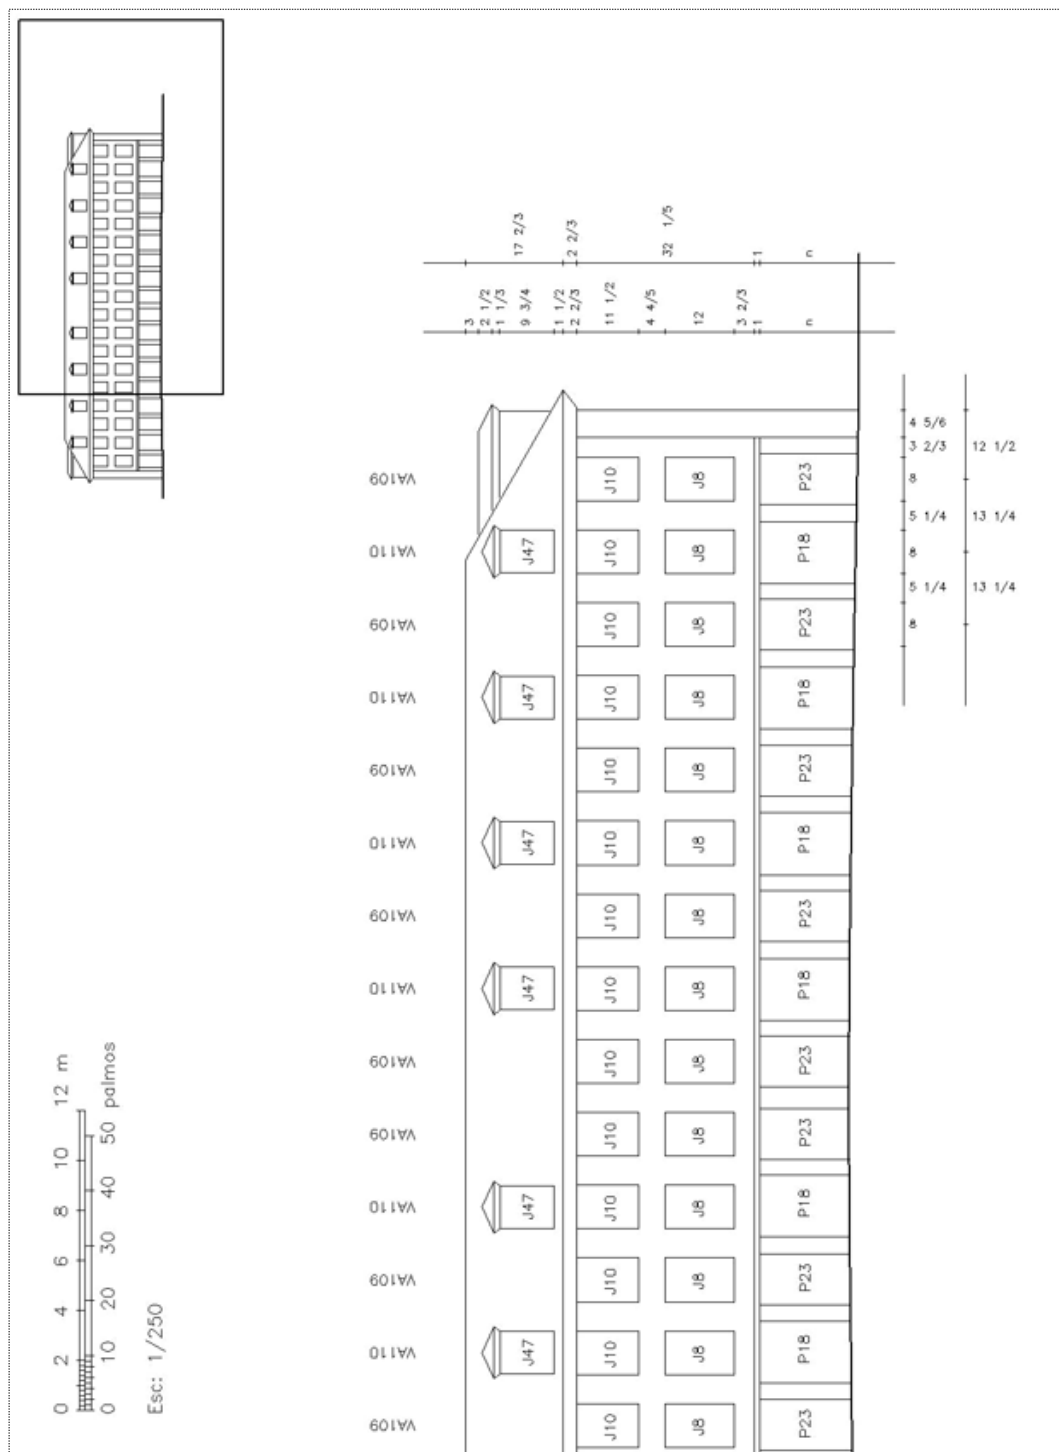 17 2/3
2 2/3
32 1/5
1
n
3
2 1/2
1 1/3
9 3/4
1 1/2
2 2/3
11 1/2
4 4/5
12
3 2/3
1
n
4 5/6
3 2/3
12 1/2
8
5 1/4
13 1/4
8
5 1/4
13 1/4
8
VA109
J10
J8
P23
VA110
J47
J10
J8
P18
VA109
J10
J8
P23
VA110
J47
J10
J8
P18
VA109
J10
J8
P23
VA110
J47
J10
J8
P18
VA109
J10
J8
P23
VA110
J47
J10
J8
P18
VA109
J10
J8
P23
VA109
J10
J8
P23
VA110
J47
J10
J8
P18
VA109
J10
J8
P23
VA110
J47
J10
J8
P18
VA109
J10
J8
P23
0 2 4 6 8 10 12 m
0 10 20 30 40 50 palmos
Esc: 1/250